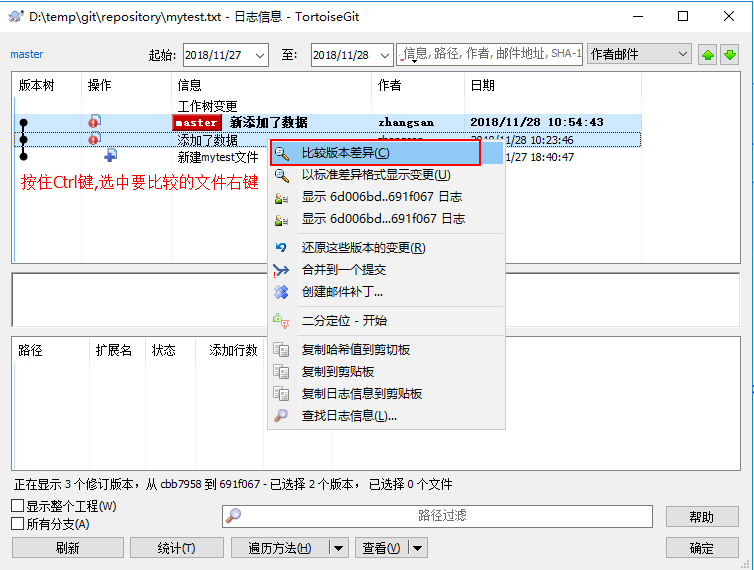 D:\temp\git\repository\mytest.txt - 日志信息 - TortoiseGit
master 起始: 2018/11/27 至: 2018/11/28 信息, 路径, 作者, 邮件地址, SHA-1 作者邮件
版本树 操作 信息 作者 日期
工作树变更
master 新添加了数据 zhangsan 2018/11/28 10:54:43
添加了数据 zhangsan 2018/11/28 10:23:46
新建mytest文件 1/27 18:40:47
按住Ctrl键,选中要比较的文件右键
比较版本差异(C)
以标准差异格式显示变更(U)
显示 6d006bd..691f067 日志
显示 6d006bd...691f067 日志
还原这些版本的变更(R)
合并到一个提交
创建邮件补丁...
二分定位 - 开始
复制哈希值到剪切板
复制到剪贴板
复制日志信息到剪贴板
查找日志信息(L)...
路径 扩展名 状态 添加行数
正在显示 3 个修订版本，从 cbb7958 到 691f067 - 已选择 2 个版本， 已选择 0 个文件
显示整个工程(W)
所有分支(A)
路径过滤
帮助
刷新 统计(T) 遍历方法(H) 查看(V) 确定